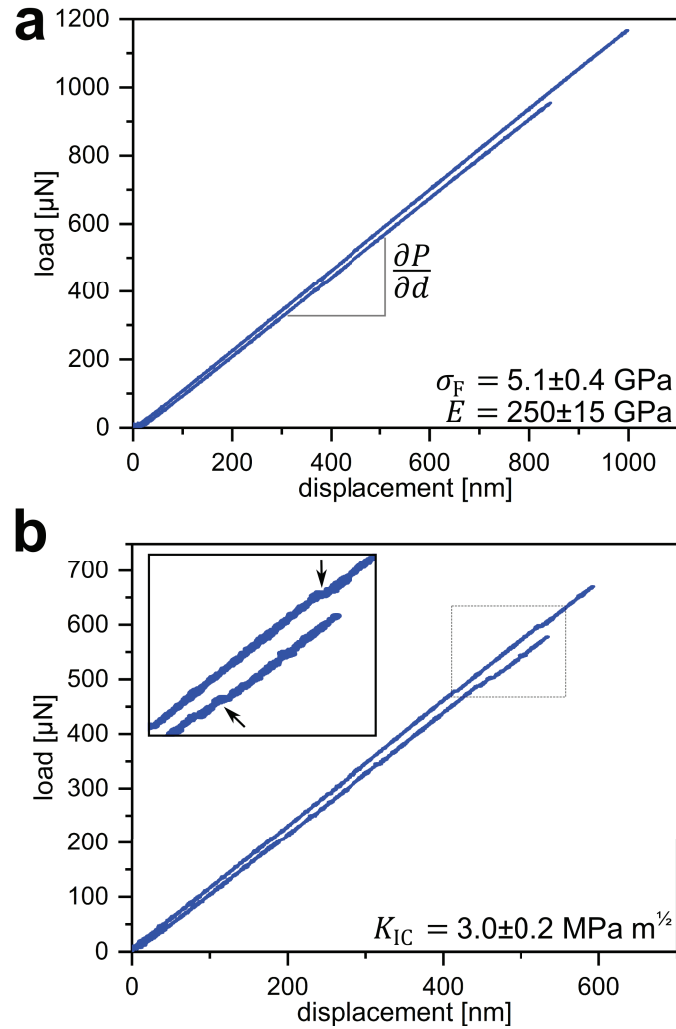 a
1200
1000
800
600
400
200
0
load [µN]
∂P
∂d
σF = 5.1±0.4 GPa
E = 250±15 GPa
0 200 400 600 800 1000
displacement [nm]
b
700
600
500
400
300
200
100
0
load [µN]
KIC = 3.0±0.2 MPa m½
0 200 400 600
displacement [nm]